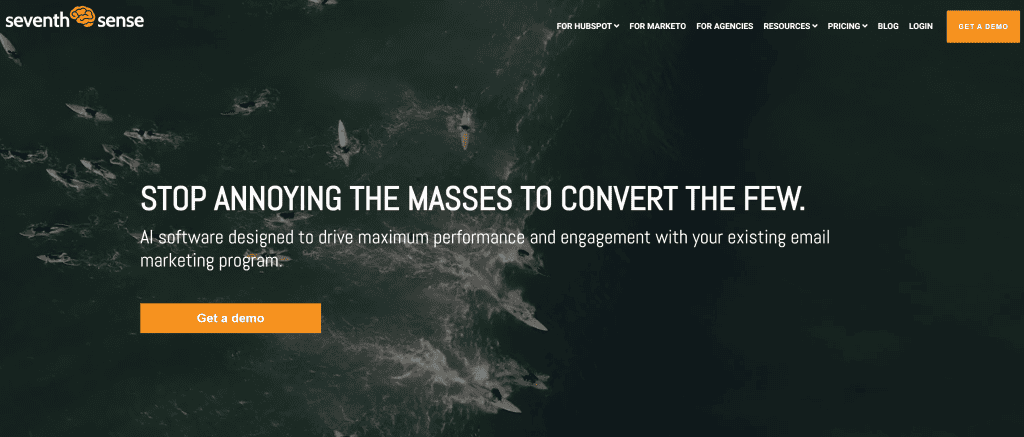 seventh sense
FOR HUBSPOT
FOR MARKETO
FOR AGENCIES
RESOURCES
PRICING
BLOG
LOGIN
GET A DEMO
STOP ANNOYING THE MASSES TO CONVERT THE FEW.
AI software designed to drive maximum performance and engagement with your existing email
marketing program.
Get a demo